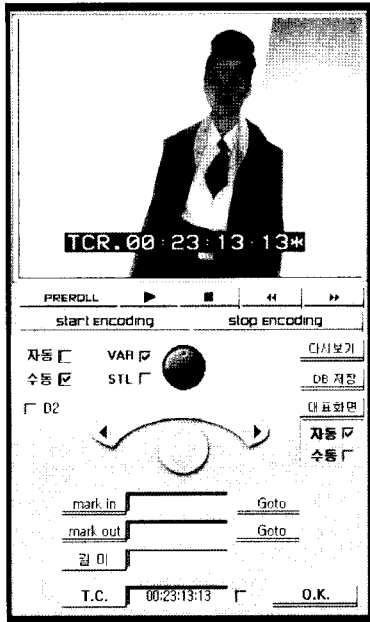 TCR.00:23:13:13*
PREROLL ▶ ■ ◀◀ ▶▶
start encoding stop encoding
자동 VAR 다시보기
수동 STL DB 저장
D2 대표화면
자동
수동
mark in Goto
mark out Goto
길 이
T.C. 00:23:13:13 O.K.